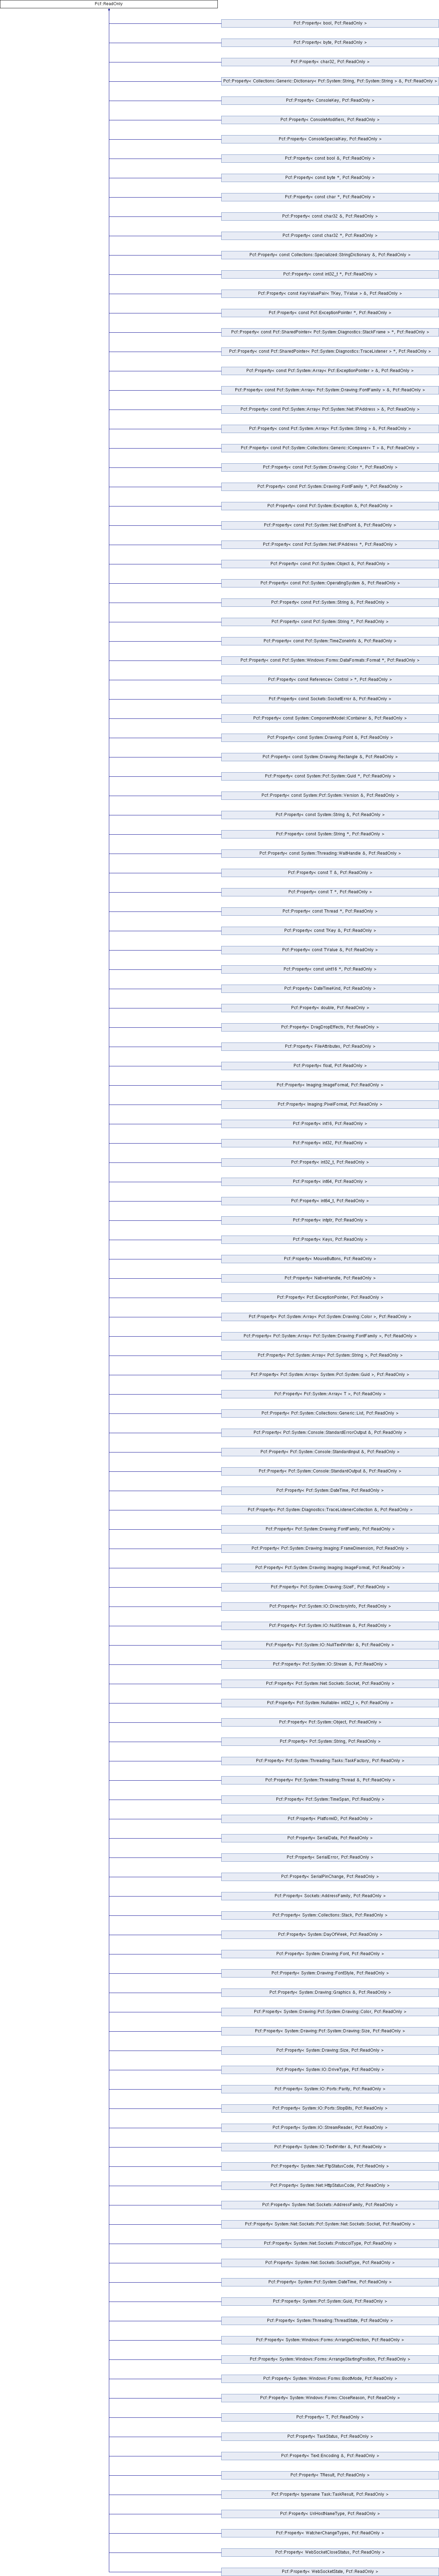 Pcf::ReadOnly
Pcf::Property< bool, Pcf::ReadOnly >
Pcf::Property< byte, Pcf::ReadOnly >
Pcf::Property< char32, Pcf::ReadOnly >
Pcf::Property< Collections::Generic::Dictionary< Pcf::System::String, Pcf::System::String > &, Pcf::ReadOnly >
Pcf::Property< ConsoleKey, Pcf::ReadOnly >
Pcf::Property< ConsoleModifiers, Pcf::ReadOnly >
Pcf::Property< ConsoleSpecialKey, Pcf::ReadOnly >
Pcf::Property< const bool &, Pcf::ReadOnly >
Pcf::Property< const byte *, Pcf::ReadOnly >
Pcf::Property< const char *, Pcf::ReadOnly >
Pcf::Property< const char32 &, Pcf::ReadOnly >
Pcf::Property< const char32 *, Pcf::ReadOnly >
Pcf::Property< const Collections::Specialized::StringDictionary &, Pcf::ReadOnly >
Pcf::Property< const int32_t *, Pcf::ReadOnly >
Pcf::Property< const KeyValuePair< TKey, TValue > &, Pcf::ReadOnly >
Pcf::Property< const Pcf::ExceptionPointer *, Pcf::ReadOnly >
Pcf::Property< const Pcf::SharedPointer< Pcf::System::Diagnostics::StackFrame > *, Pcf::ReadOnly >
Pcf::Property< const Pcf::SharedPointer< Pcf::System::Diagnostics::TraceListener > *, Pcf::ReadOnly >
Pcf::Property< const Pcf::System::Array< Pcf::ExceptionPointer > &, Pcf::ReadOnly >
Pcf::Property< const Pcf::System::Array< Pcf::System::Drawing::FontFamily > &, Pcf::ReadOnly >
Pcf::Property< const Pcf::System::Array< Pcf::System::Net::IPAddress > &, Pcf::ReadOnly >
Pcf::Property< const Pcf::System::Array< Pcf::System::String > &, Pcf::ReadOnly >
Pcf::Property< const Pcf::System::Collections::Generic::IComparer< T > &, Pcf::ReadOnly >
Pcf::Property< const Pcf::System::Drawing::Color *, Pcf::ReadOnly >
Pcf::Property< const Pcf::System::Drawing::FontFamily *, Pcf::ReadOnly >
Pcf::Property< const Pcf::System::Exception &, Pcf::ReadOnly >
Pcf::Property< const Pcf::System::Net::EndPoint &, Pcf::ReadOnly >
Pcf::Property< const Pcf::System::Net::IPAddress *, Pcf::ReadOnly >
Pcf::Property< const Pcf::System::Object &, Pcf::ReadOnly >
Pcf::Property< const Pcf::System::OperatingSystem &, Pcf::ReadOnly >
Pcf::Property< const Pcf::System::String &, Pcf::ReadOnly >
Pcf::Property< const Pcf::System::String *, Pcf::ReadOnly >
Pcf::Property< const Pcf::System::TimeZoneInfo &, Pcf::ReadOnly >
Pcf::Property< const Pcf::System::Windows::Forms::DataFormats::Format *, Pcf::ReadOnly >
Pcf::Property< const Reference< Control > *, Pcf::ReadOnly >
Pcf::Property< const Sockets::SocketError &, Pcf::ReadOnly >
Pcf::Property< const System::ComponentModel::IContainer &, Pcf::ReadOnly >
Pcf::Property< const System::Drawing::Point &, Pcf::ReadOnly >
Pcf::Property< const System::Drawing::Rectangle &, Pcf::ReadOnly >
Pcf::Property< const System::Pcf::System::Guid *, Pcf::ReadOnly >
Pcf::Property< const System::Pcf::System::Version &, Pcf::ReadOnly >
Pcf::Property< const System::String &, Pcf::ReadOnly >
Pcf::Property< const System::String *, Pcf::ReadOnly >
Pcf::Property< const System::Threading::WaitHandle &, Pcf::ReadOnly >
Pcf::Property< const T &, Pcf::ReadOnly >
Pcf::Property< const T *, Pcf::ReadOnly >
Pcf::Property< const Thread *, Pcf::ReadOnly >
Pcf::Property< const TKey &, Pcf::ReadOnly >
Pcf::Property< const TValue &, Pcf::ReadOnly >
Pcf::Property< const uint16 *, Pcf::ReadOnly >
Pcf::Property< DateTimeKind, Pcf::ReadOnly >
Pcf::Property< double, Pcf::ReadOnly >
Pcf::Property< DragDropEffects, Pcf::ReadOnly >
Pcf::Property< FileAttributes, Pcf::ReadOnly >
Pcf::Property< float, Pcf::ReadOnly >
Pcf::Property< Imaging::ImageFormat, Pcf::ReadOnly >
Pcf::Property< Imaging::PixelFormat, Pcf::ReadOnly >
Pcf::Property< int16, Pcf::ReadOnly >
Pcf::Property< int32, Pcf::ReadOnly >
Pcf::Property< int32_t, Pcf::ReadOnly >
Pcf::Property< int64, Pcf::ReadOnly >
Pcf::Property< int64_t, Pcf::ReadOnly >
Pcf::Property< intptr, Pcf::ReadOnly >
Pcf::Property< Keys, Pcf::ReadOnly >
Pcf::Property< MouseButtons, Pcf::ReadOnly >
Pcf::Property< NativeHandle, Pcf::ReadOnly >
Pcf::Property< Pcf::ExceptionPointer, Pcf::ReadOnly >
Pcf::Property< Pcf::System::Array< Pcf::System::Drawing::Color >, Pcf::ReadOnly >
Pcf::Property< Pcf::System::Array< Pcf::System::Drawing::FontFamily >, Pcf::ReadOnly >
Pcf::Property< Pcf::System::Array< Pcf::System::String >, Pcf::ReadOnly >
Pcf::Property< Pcf::System::Array< System::Pcf::System::Guid >, Pcf::ReadOnly >
Pcf::Property< Pcf::System::Array< T >, Pcf::ReadOnly >
Pcf::Property< Pcf::System::Collections::Generic::List, Pcf::ReadOnly >
Pcf::Property< Pcf::System::Console::StandardErrorOutput &, Pcf::ReadOnly >
Pcf::Property< Pcf::System::Console::StandardInput &, Pcf::ReadOnly >
Pcf::Property< Pcf::System::Console::StandardOutput &, Pcf::ReadOnly >
Pcf::Property< Pcf::System::DateTime, Pcf::ReadOnly >
Pcf::Property< Pcf::System::Diagnostics::TraceListenerCollection &, Pcf::ReadOnly >
Pcf::Property< Pcf::System::Drawing::FontFamily, Pcf::ReadOnly >
Pcf::Property< Pcf::System::Drawing::Imaging::FrameDimension, Pcf::ReadOnly >
Pcf::Property< Pcf::System::Drawing::Imaging::ImageFormat, Pcf::ReadOnly >
Pcf::Property< Pcf::System::Drawing::SizeF, Pcf::ReadOnly >
Pcf::Property< Pcf::System::IO::DirectoryInfo, Pcf::ReadOnly >
Pcf::Property< Pcf::System::IO::NullStream &, Pcf::ReadOnly >
Pcf::Property< Pcf::System::IO::NullTextWriter &, Pcf::ReadOnly >
Pcf::Property< Pcf::System::IO::Stream &, Pcf::ReadOnly >
Pcf::Property< Pcf::System::Net::Sockets::Socket, Pcf::ReadOnly >
Pcf::Property< Pcf::System::Nullable< int32_t >, Pcf::ReadOnly >
Pcf::Property< Pcf::System::Object, Pcf::ReadOnly >
Pcf::Property< Pcf::System::String, Pcf::ReadOnly >
Pcf::Property< Pcf::System::Threading::Tasks::TaskFactory, Pcf::ReadOnly >
Pcf::Property< Pcf::System::Threading::Thread &, Pcf::ReadOnly >
Pcf::Property< Pcf::System::TimeSpan, Pcf::ReadOnly >
Pcf::Property< PlatformID, Pcf::ReadOnly >
Pcf::Property< SerialData, Pcf::ReadOnly >
Pcf::Property< SerialError, Pcf::ReadOnly >
Pcf::Property< SerialPinChange, Pcf::ReadOnly >
Pcf::Property< Sockets::AddressFamily, Pcf::ReadOnly >
Pcf::Property< System::Collections::Stack, Pcf::ReadOnly >
Pcf::Property< System::DayOfWeek, Pcf::ReadOnly >
Pcf::Property< System::Drawing::Font, Pcf::ReadOnly >
Pcf::Property< System::Drawing::FontStyle, Pcf::ReadOnly >
Pcf::Property< System::Drawing::Graphics &, Pcf::ReadOnly >
Pcf::Property< System::Drawing::Pcf::System::Drawing::Color, Pcf::ReadOnly >
Pcf::Property< System::Drawing::Pcf::System::Drawing::Size, Pcf::ReadOnly >
Pcf::Property< System::Drawing::Size, Pcf::ReadOnly >
Pcf::Property< System::IO::DriveType, Pcf::ReadOnly >
Pcf::Property< System::IO::Ports::Parity, Pcf::ReadOnly >
Pcf::Property< System::IO::Ports::StopBits, Pcf::ReadOnly >
Pcf::Property< System::IO::StreamReader, Pcf::ReadOnly >
Pcf::Property< System::IO::TextWriter &, Pcf::ReadOnly >
Pcf::Property< System::Net::FtpStatusCode, Pcf::ReadOnly >
Pcf::Property< System::Net::HttpStatusCode, Pcf::ReadOnly >
Pcf::Property< System::Net::Sockets::AddressFamily, Pcf::ReadOnly >
Pcf::Property< System::Net::Sockets::Pcf::System::Net::Sockets::Socket, Pcf::ReadOnly >
Pcf::Property< System::Net::Sockets::ProtocolType, Pcf::ReadOnly >
Pcf::Property< System::Net::Sockets::SocketType, Pcf::ReadOnly >
Pcf::Property< System::Pcf::System::DateTime, Pcf::ReadOnly >
Pcf::Property< System::Pcf::System::Guid, Pcf::ReadOnly >
Pcf::Property< System::Threading::ThreadState, Pcf::ReadOnly >
Pcf::Property< System::Windows::Forms::ArrangeDirection, Pcf::ReadOnly >
Pcf::Property< System::Windows::Forms::ArrangeStartingPosition, Pcf::ReadOnly >
Pcf::Property< System::Windows::Forms::BootMode, Pcf::ReadOnly >
Pcf::Property< System::Windows::Forms::CloseReason, Pcf::ReadOnly >
Pcf::Property< T, Pcf::ReadOnly >
Pcf::Property< TaskStatus, Pcf::ReadOnly >
Pcf::Property< Text::Encoding &, Pcf::ReadOnly >
Pcf::Property< TResult, Pcf::ReadOnly >
Pcf::Property< typename Task::TaskResult, Pcf::ReadOnly >
Pcf::Property< UriHostNameType, Pcf::ReadOnly >
Pcf::Property< WatcherChangeTypes, Pcf::ReadOnly >
Pcf::Property< WebSocketCloseStatus, Pcf::ReadOnly >
Pcf::Property< WebSocketState, Pcf::ReadOnly >